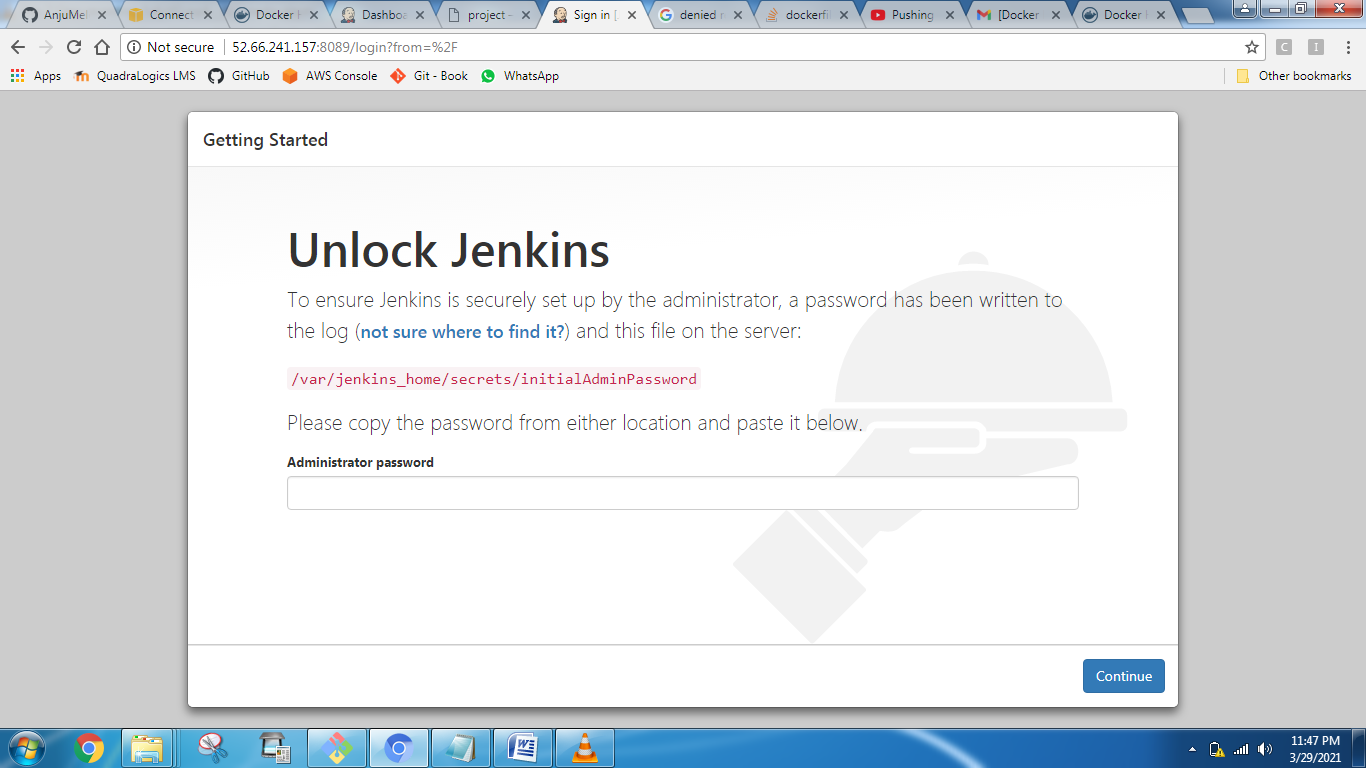 AnjuMel
Connect
Docker H
Dashboa
project -
Sign in [
denied r
dockerfi
Pushing
[Docker
Docker
Not secure 52.66.241.157:8089/login?from=%2F
Apps QuadraLogics LMS GitHub AWS Console Git - Book WhatsApp Other bookmarks
Getting Started
Unlock Jenkins
To ensure Jenkins is securely set up by the administrator, a password has been written to
the log (not sure where to find it?) and this file on the server:
/var/jenkins_home/secrets/initialAdminPassword
Please copy the password from either location and paste it below.
Administrator password
Continue
11:47 PM
3/29/2021